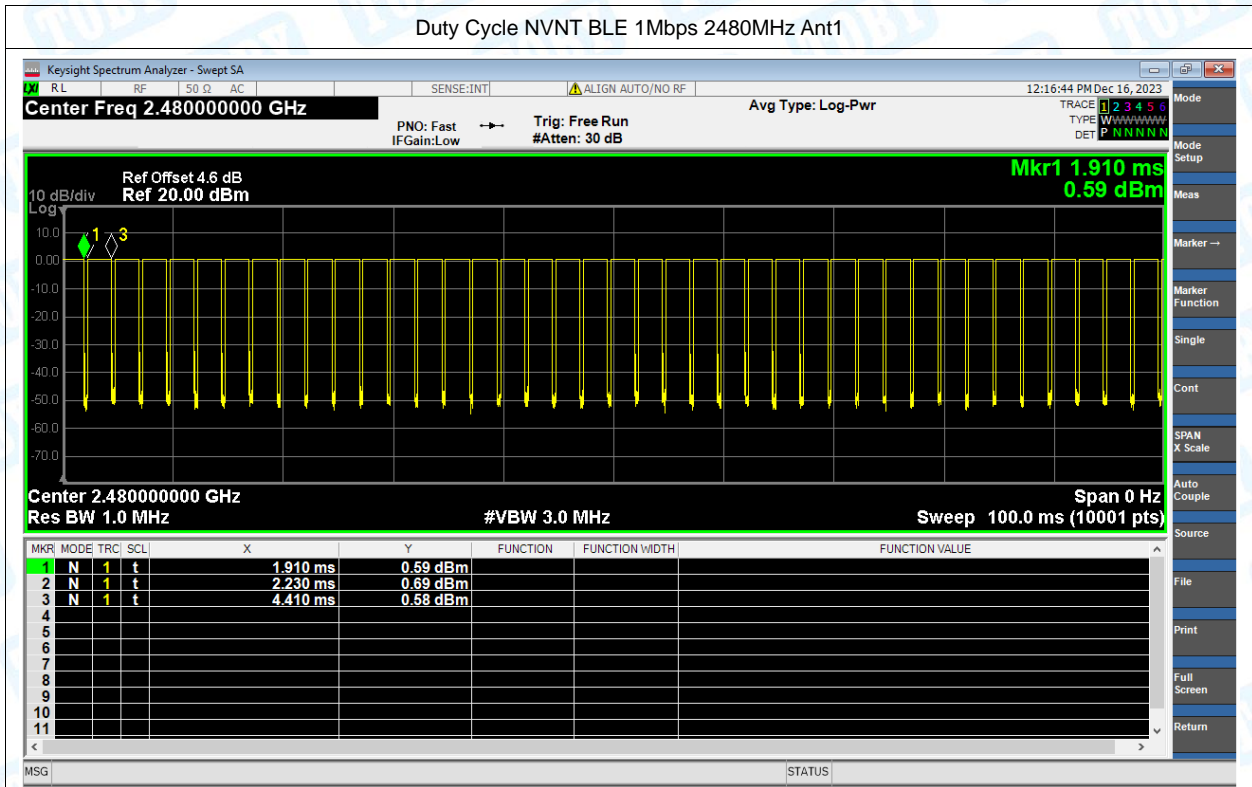 Duty Cycle NVNT BLE 1Mbps 2480MHz Ant1
Keysight Spectrum Analyzer - Swept SA
LXI RL RF 50 Ω AC SENSE:INT ALIGN AUTO/NO RF 12:16:44 PM Dec 16, 2023
Center Freq 2.480000000 GHz
PNO: Fast
IFGain:Low
Trig: Free Run
#Atten: 30 dB
Avg Type: Log-Pwr
TRACE 1 2 3 4 5 6
TYPE WWWWWWW
DET P N N N N N
Mkr1 1.910 ms
0.59 dBm
Ref Offset 4.6 dB
10 dB/div Ref 20.00 dBm
Log
10.0
0.00
-10.0
-20.0
-30.0
-40.0
-50.0
-60.0
-70.0
1 3
Center 2.480000000 GHz Span 0 Hz
Res BW 1.0 MHz #VBW 3.0 MHz Sweep 100.0 ms (10001 pts)
MKR MODE TRC SCL X Y FUNCTION FUNCTION WIDTH FUNCTION VALUE
1 N 1 t 1.910 ms 0.59 dBm
2 N 1 t 2.230 ms 0.69 dBm
3 N 1 t 4.410 ms 0.58 dBm
4
5
6
7
8
9
10
11
MSG STATUS
Mode
Mode Setup
Meas
Marker →
Marker Function
Single
Cont
SPAN X Scale
Auto Couple
Source
File
Print
Full Screen
Return
TOBY